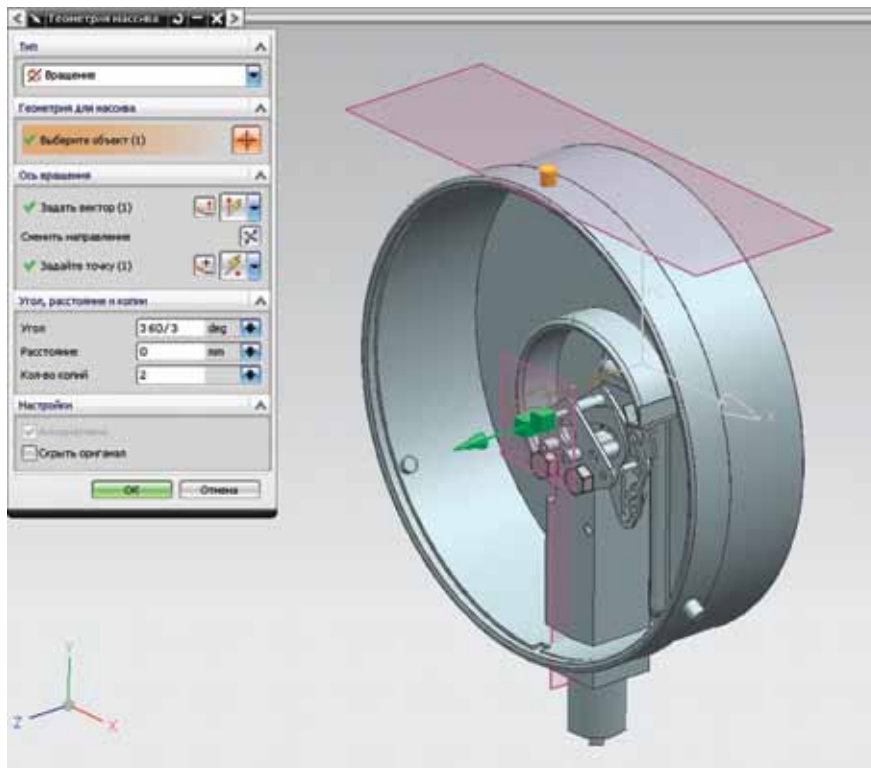 Геометрия массива
Тип
Вращение
Геометрия для массива
Выберите объект (1)
Ось вращения
Задать вектор (1)
Сменить направление
Задайте точку (1)
Угол, расстояние и копии
Угол 360/3 deg
Расстояние 0 mm
Кол-во копий 2
Настройки
Скрыть оригинал
ОК Отмена
X
Y
Z X